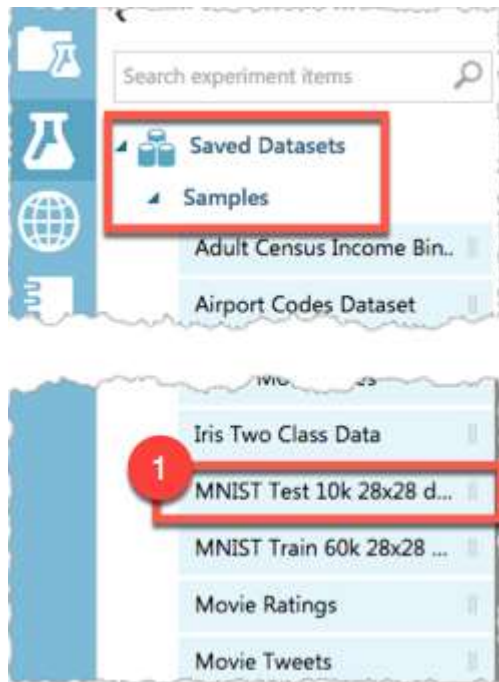 Search experiment items
Saved Datasets
Samples
Adult Census Income Bin..
Airport Codes Dataset
Iris Two Class Data
1
MNIST Test 10k 28x28 d...
MNIST Train 60k 28x28 ...
Movie Ratings
Movie Tweets